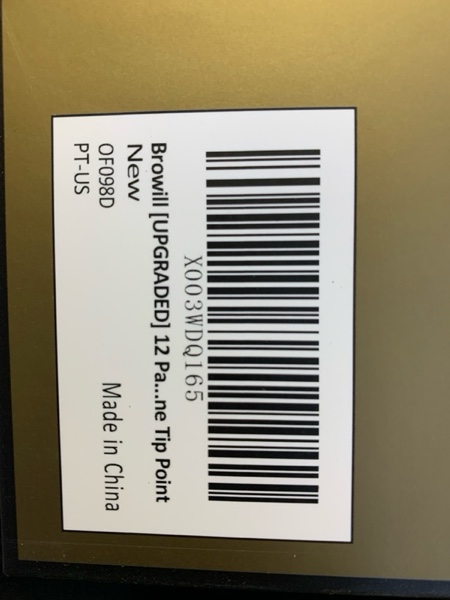 X003WDQ165
Browill [UPGRADED] 12 Pa...ne Tip Point
New
OF098D Made in China
PT-US